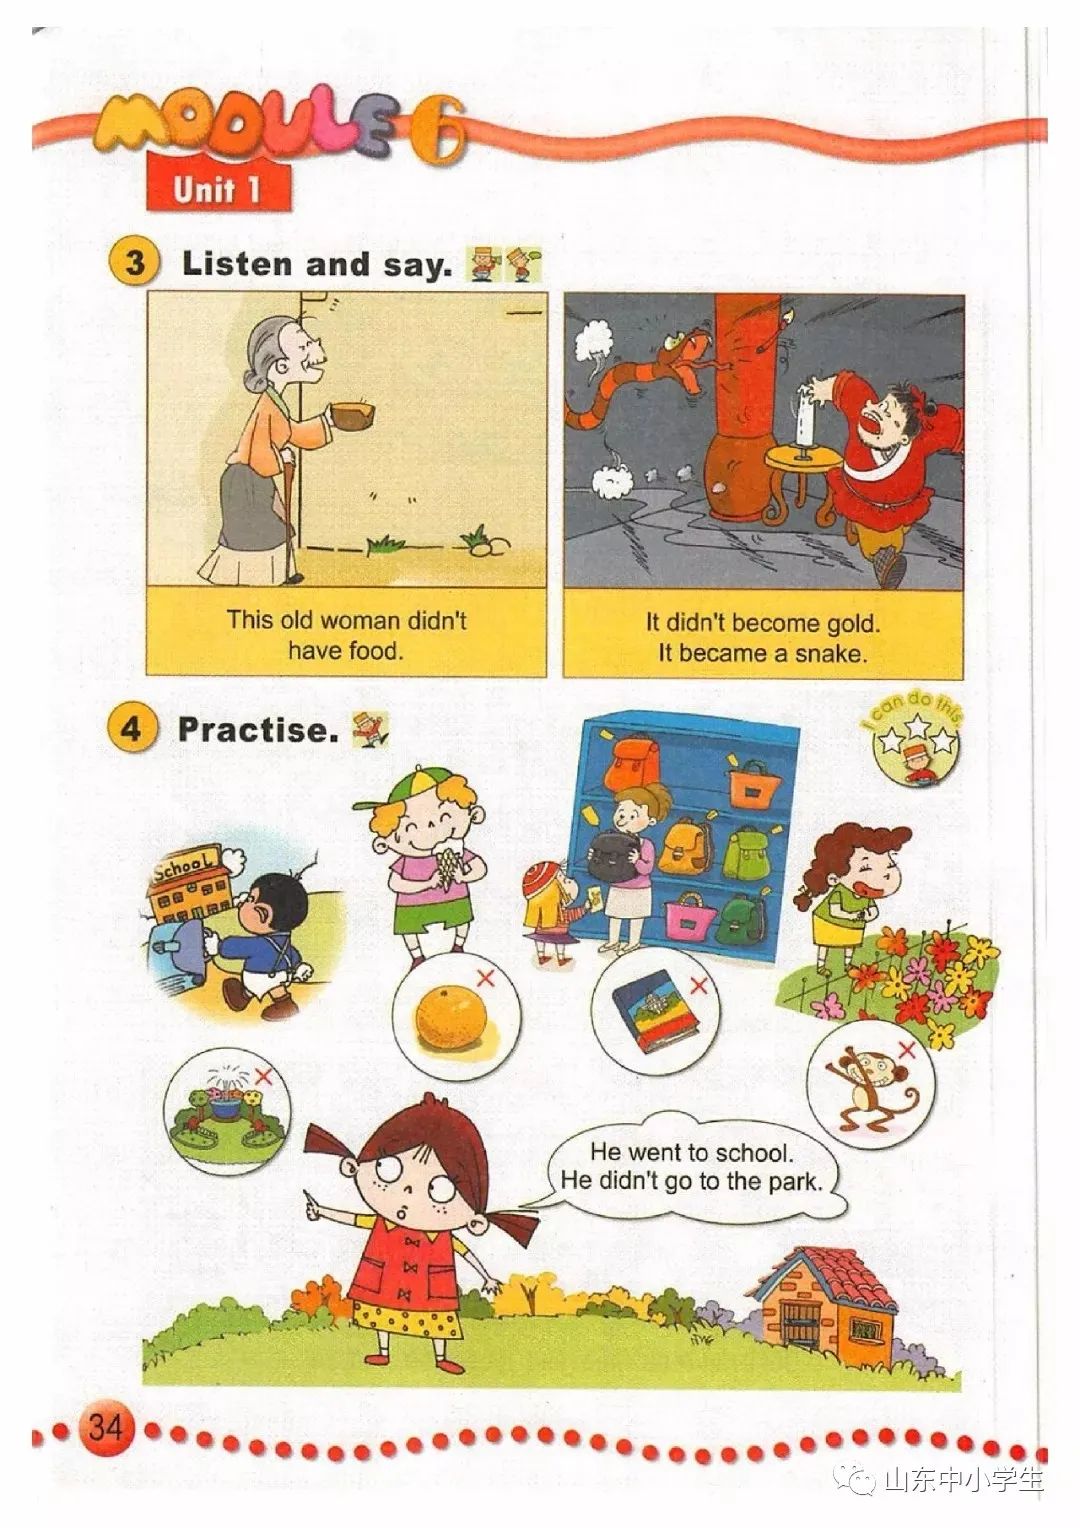 MODULE 6
Unit 1
3 Listen and say.
This old woman didn't
have food.
It didn't become gold.
It became a snake.
4 Practise.
I can do this.
School
He went to school.
He didn't go to the park.
34
山东中小学生